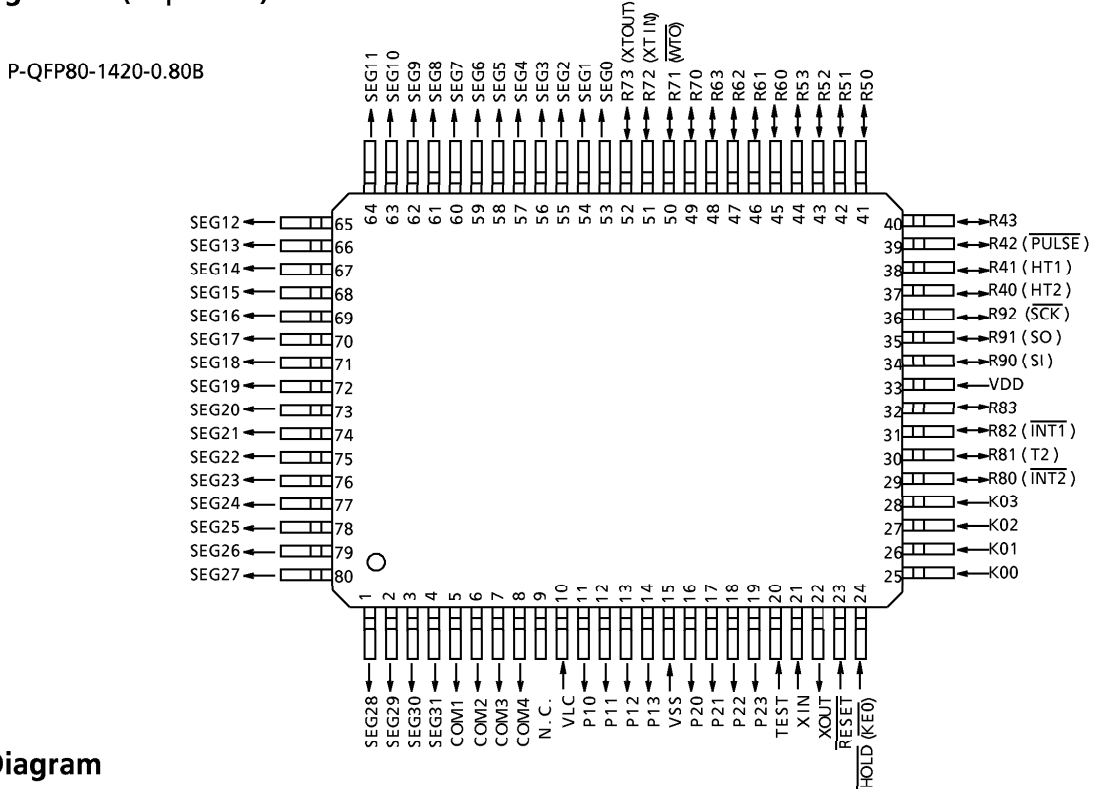 P-QFP80-1420-0.80B
SEG11
SEG10
SEG9
SEG8
SEG7
SEG6
SEG5
SEG4
SEG3
SEG2
SEG1
SEG0
R73 (XTOUT)
R72 (XTIN)
R71 (WTO)
R70
R63
R62
R61
R60
R53
R52
R51
R50
64 63 62 61 60 59 58 57 56 55 54 53 52 51 50 49 48 47 46 45 44 43 42 41
SEG12 65
SEG13 66
SEG14 67
SEG15 68
SEG16 69
SEG17 70
SEG18 71
SEG19 72
SEG20 73
SEG21 74
SEG22 75
SEG23 76
SEG24 77
SEG25 78
SEG26 79
SEG27 80
40 R43
39 R42 (PULSE)
38 R41 (HT1)
37 R40 (HT2)
36 R92 (SCK)
35 R91 (SO)
34 R90 (SI)
33 VDD
32 R83
31 R82 (INT1)
30 R81 (T2)
29 R80 (INT2)
28 K03
27 K02
26 K01
25 K00
1 2 3 4 5 6 7 8 9 10 11 12 13 14 15 16 17 18 19 20 21 22 23 24
SEG28
SEG29
SEG30
SEG31
COM1
COM2
COM3
COM4
N.C.
VLC
P10
P11
P12
P13
VSS
P20
P21
P22
P23
TEST
XIN
XOUT
RESET
HOLD (KE0)
Diagram